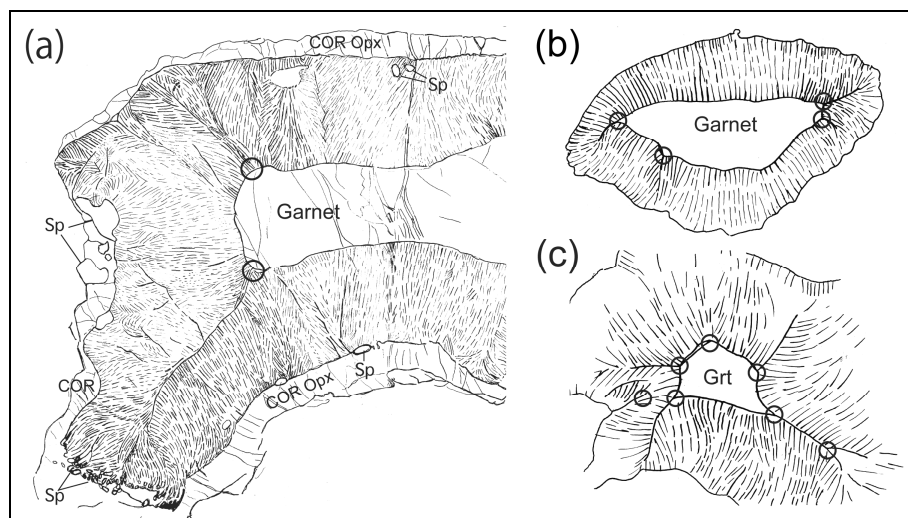 (a)
COR Opx
Sp
Garnet
Sp
COR
Sp
COR Opx
Sp
(b)
Garnet
(c)
Grt